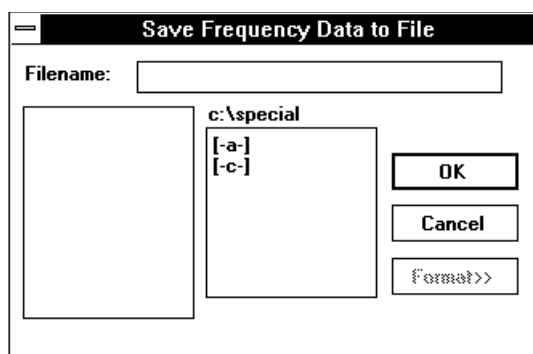 Save Frequency Data to File
Filename:
c:\special
[-a-]
[-c-]
OK
Cancel
Format>>